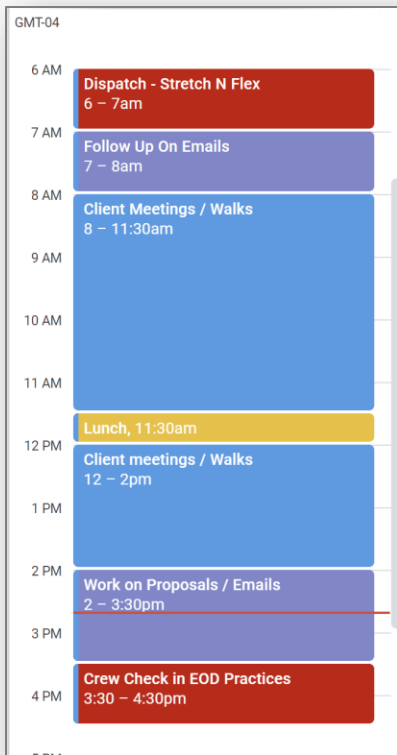 GMT-04
6 AM
Dispatch - Stretch N Flex
6 – 7am
7 AM
Follow Up On Emails
7 – 8am
8 AM
Client Meetings / Walks
8 – 11:30am
9 AM
10 AM
11 AM
Lunch, 11:30am
12 PM
Client meetings / Walks
12 – 2pm
1 PM
2 PM
Work on Proposals / Emails
2 – 3:30pm
3 PM
Crew Check in EOD Practices
3:30 – 4:30pm
4 PM